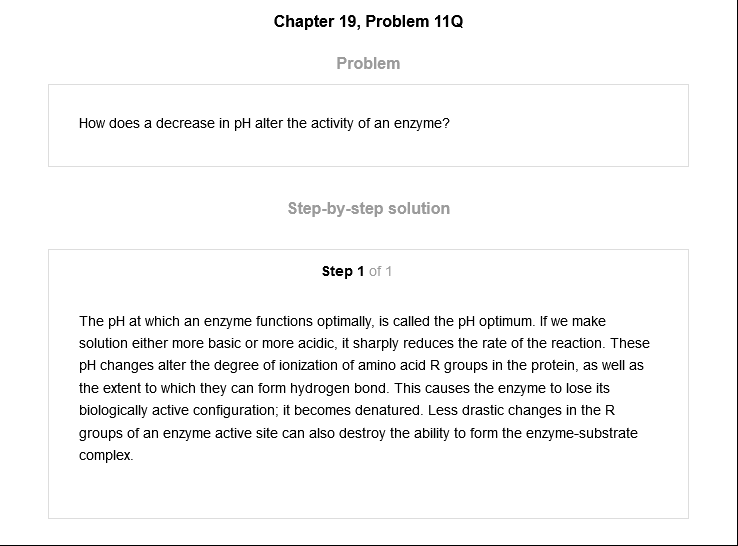 Chapter 19, Problem 11Q
Problem
How does a decrease in pH alter the activity of an enzyme?
Step-by-step solution
Step 1 of 1
The pH at which an enzyme functions optimally, is called the pH optimum. If we make
solution either more basic or more acidic, it sharply reduces the rate of the reaction. These
pH changes alter the degree of ionization of amino acid R groups in the protein, as well as
the extent to which they can form hydrogen bond. This causes the enzyme to lose its
biologically active configuration; it becomes denatured. Less drastic changes in the R
groups of an enzyme active site can also destroy the ability to form the enzyme-substrate
complex.